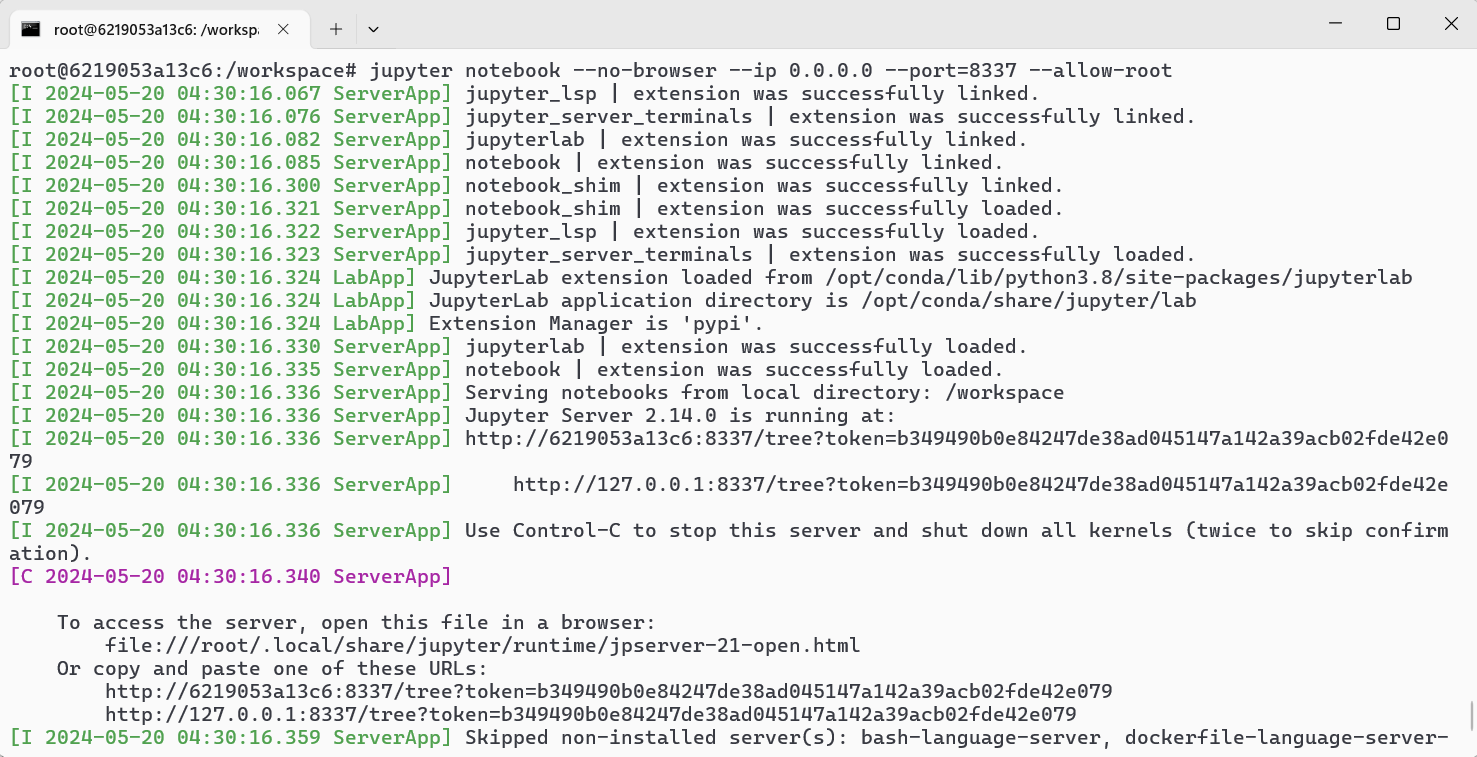 root@6219053a13c6: /worksp
root@6219053a13c6:/workspace# jupyter notebook --no-browser --ip 0.0.0.0 --port=8337 --allow-root
[I 2024-05-20 04:30:16.067 ServerApp] jupyter_lsp | extension was successfully linked.
[I 2024-05-20 04:30:16.076 ServerApp] jupyter_server_terminals | extension was successfully linked.
[I 2024-05-20 04:30:16.082 ServerApp] jupyterlab | extension was successfully linked.
[I 2024-05-20 04:30:16.085 ServerApp] notebook | extension was successfully linked.
[I 2024-05-20 04:30:16.300 ServerApp] notebook_shim | extension was successfully linked.
[I 2024-05-20 04:30:16.321 ServerApp] notebook_shim | extension was successfully loaded.
[I 2024-05-20 04:30:16.322 ServerApp] jupyter_lsp | extension was successfully loaded.
[I 2024-05-20 04:30:16.323 ServerApp] jupyter_server_terminals | extension was successfully loaded.
[I 2024-05-20 04:30:16.324 LabApp] JupyterLab extension loaded from /opt/conda/lib/python3.8/site-packages/jupyterlab
[I 2024-05-20 04:30:16.324 LabApp] JupyterLab application directory is /opt/conda/share/jupyter/lab
[I 2024-05-20 04:30:16.324 LabApp] Extension Manager is 'pypi'.
[I 2024-05-20 04:30:16.330 ServerApp] jupyterlab | extension was successfully loaded.
[I 2024-05-20 04:30:16.335 ServerApp] notebook | extension was successfully loaded.
[I 2024-05-20 04:30:16.336 ServerApp] Serving notebooks from local directory: /workspace
[I 2024-05-20 04:30:16.336 ServerApp] Jupyter Server 2.14.0 is running at:
[I 2024-05-20 04:30:16.336 ServerApp] http://6219053a13c6:8337/tree?token=b349490b0e84247de38ad045147a142a39acb02fde42e0
79
[I 2024-05-20 04:30:16.336 ServerApp]     http://127.0.0.1:8337/tree?token=b349490b0e84247de38ad045147a142a39acb02fde42e
079
[I 2024-05-20 04:30:16.336 ServerApp] Use Control-C to stop this server and shut down all kernels (twice to skip confirm
ation).
[C 2024-05-20 04:30:16.340 ServerApp]
    To access the server, open this file in a browser:
        file:///root/.local/share/jupyter/runtime/jpserver-21-open.html
    Or copy and paste one of these URLs:
        http://6219053a13c6:8337/tree?token=b349490b0e84247de38ad045147a142a39acb02fde42e079
        http://127.0.0.1:8337/tree?token=b349490b0e84247de38ad045147a142a39acb02fde42e079
[I 2024-05-20 04:30:16.359 ServerApp] Skipped non-installed server(s): bash-language-server, dockerfile-language-server-